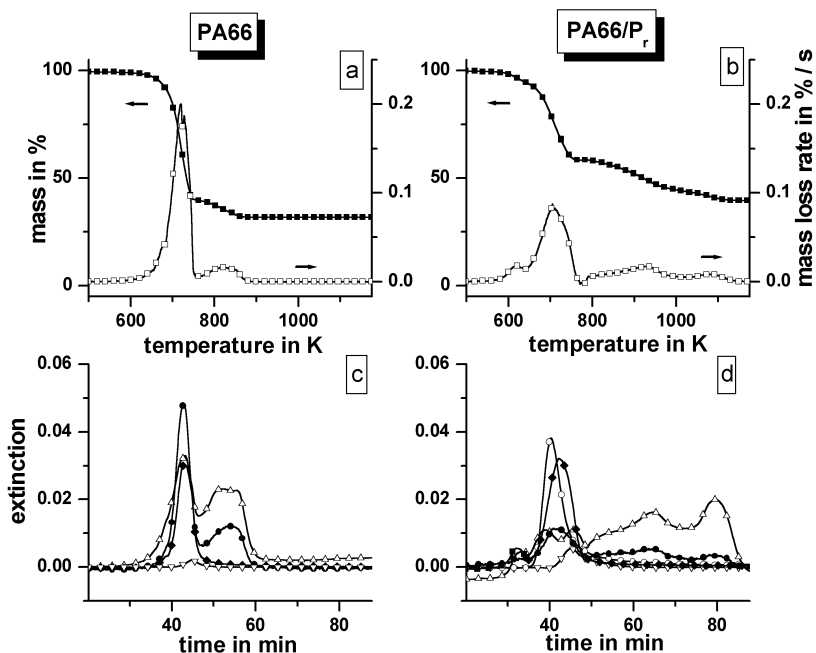 PA66
PA66/Pr
a
b
100
50
0
mass in %
0.2
0.1
0.0
100
50
0
0.2
0.1
0.0
mass loss rate in % / s
600
800
1000
temperature in K
600
800
1000
temperature in K
c
d
0.06
0.04
0.02
0.00
extinction
0.06
0.04
0.02
0.00
40
60
80
time in min
40
60
80
time in min